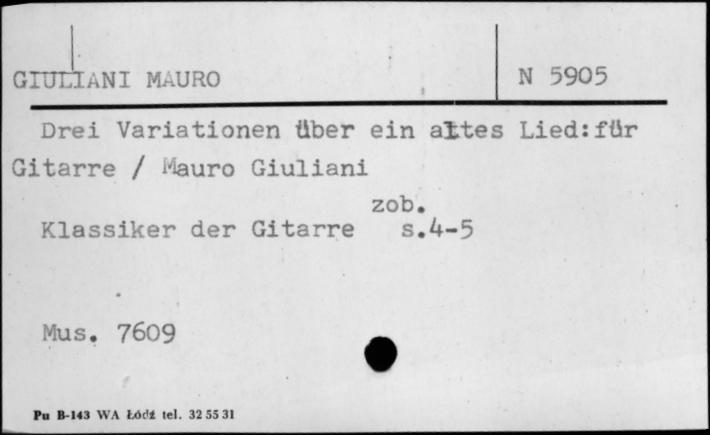 GIULIANI MAURO N 5905
Drei Variationen über ein altes Lied:für
Gitarre / Mauro Giuliani
zob.
Klassiker der Gitarre s.4-5
Mus. 7609
Pu B-143 WA Łódź tel. 32 55 31